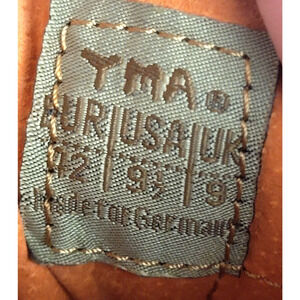 YMA ®
EUR USA UK
42 9½ 9
Made for Germany